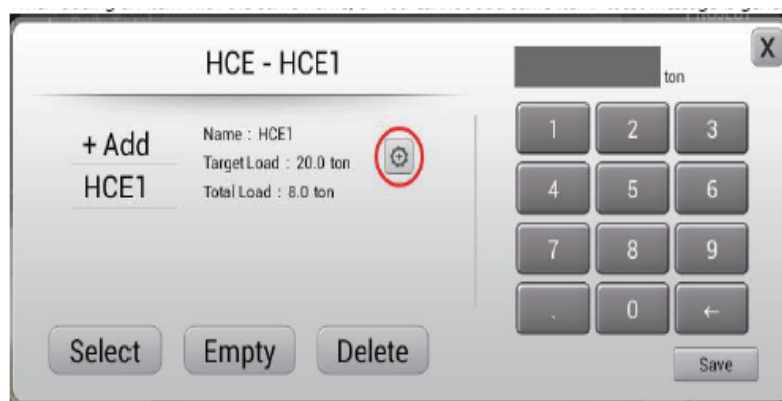 HCE - HCE1
X
ton
+ Add
HCE1
Name : HCE1
Target Load : 20.0 ton
Total Load : 8.0 ton
1 2 3
4 5 6
7 8 9
. 0 ←
Select Empty Delete
Save